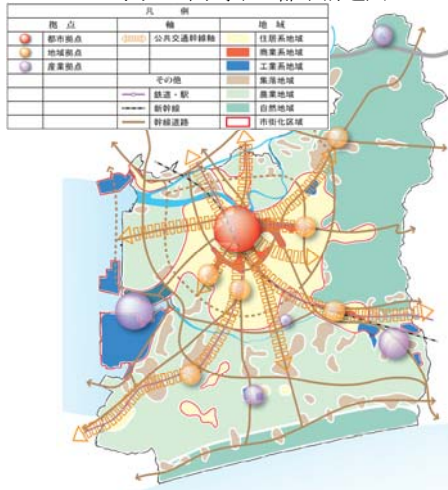 凡 例
拠 点 軸 地 域
都市拠点 公共交通幹線軸 住居系地域
地域拠点 商業系地域
産業拠点 工業系地域
その他 集落地域
鉄道・駅 農業地域
新幹線 自然地域
幹線道路 市街化区域